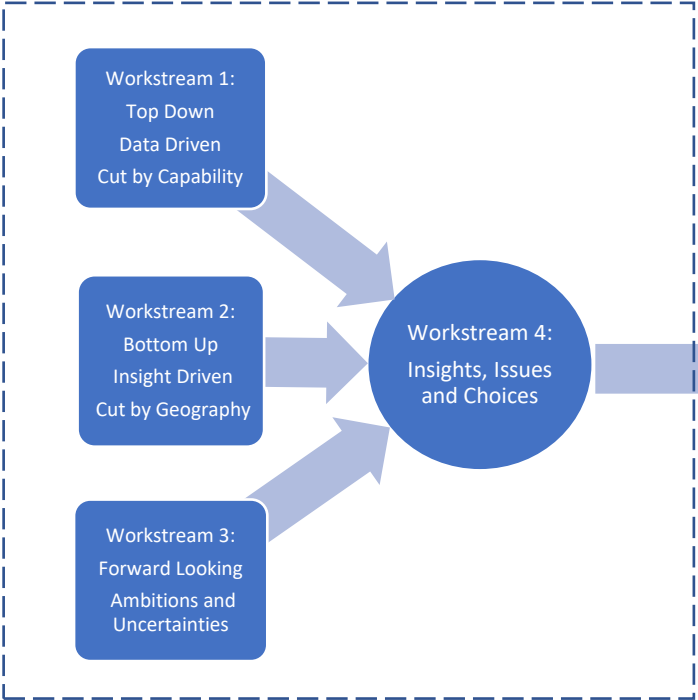 Workstream 1:
Top Down
Data Driven
Cut by Capability
Workstream 2:
Bottom Up
Insight Driven
Cut by Geography
Workstream 3:
Forward Looking
Ambitions and
Uncertainties
Workstream 4:
Insights, Issues
and Choices